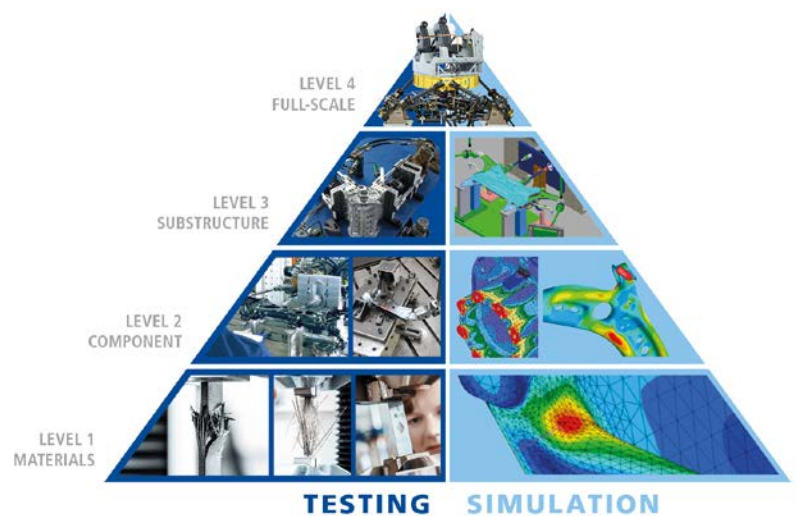 LEVEL 4
FULL-SCALE
LEVEL 3
SUBSTRUCTURE
LEVEL 2
COMPONENT
LEVEL 1
MATERIALS
TESTING SIMULATION